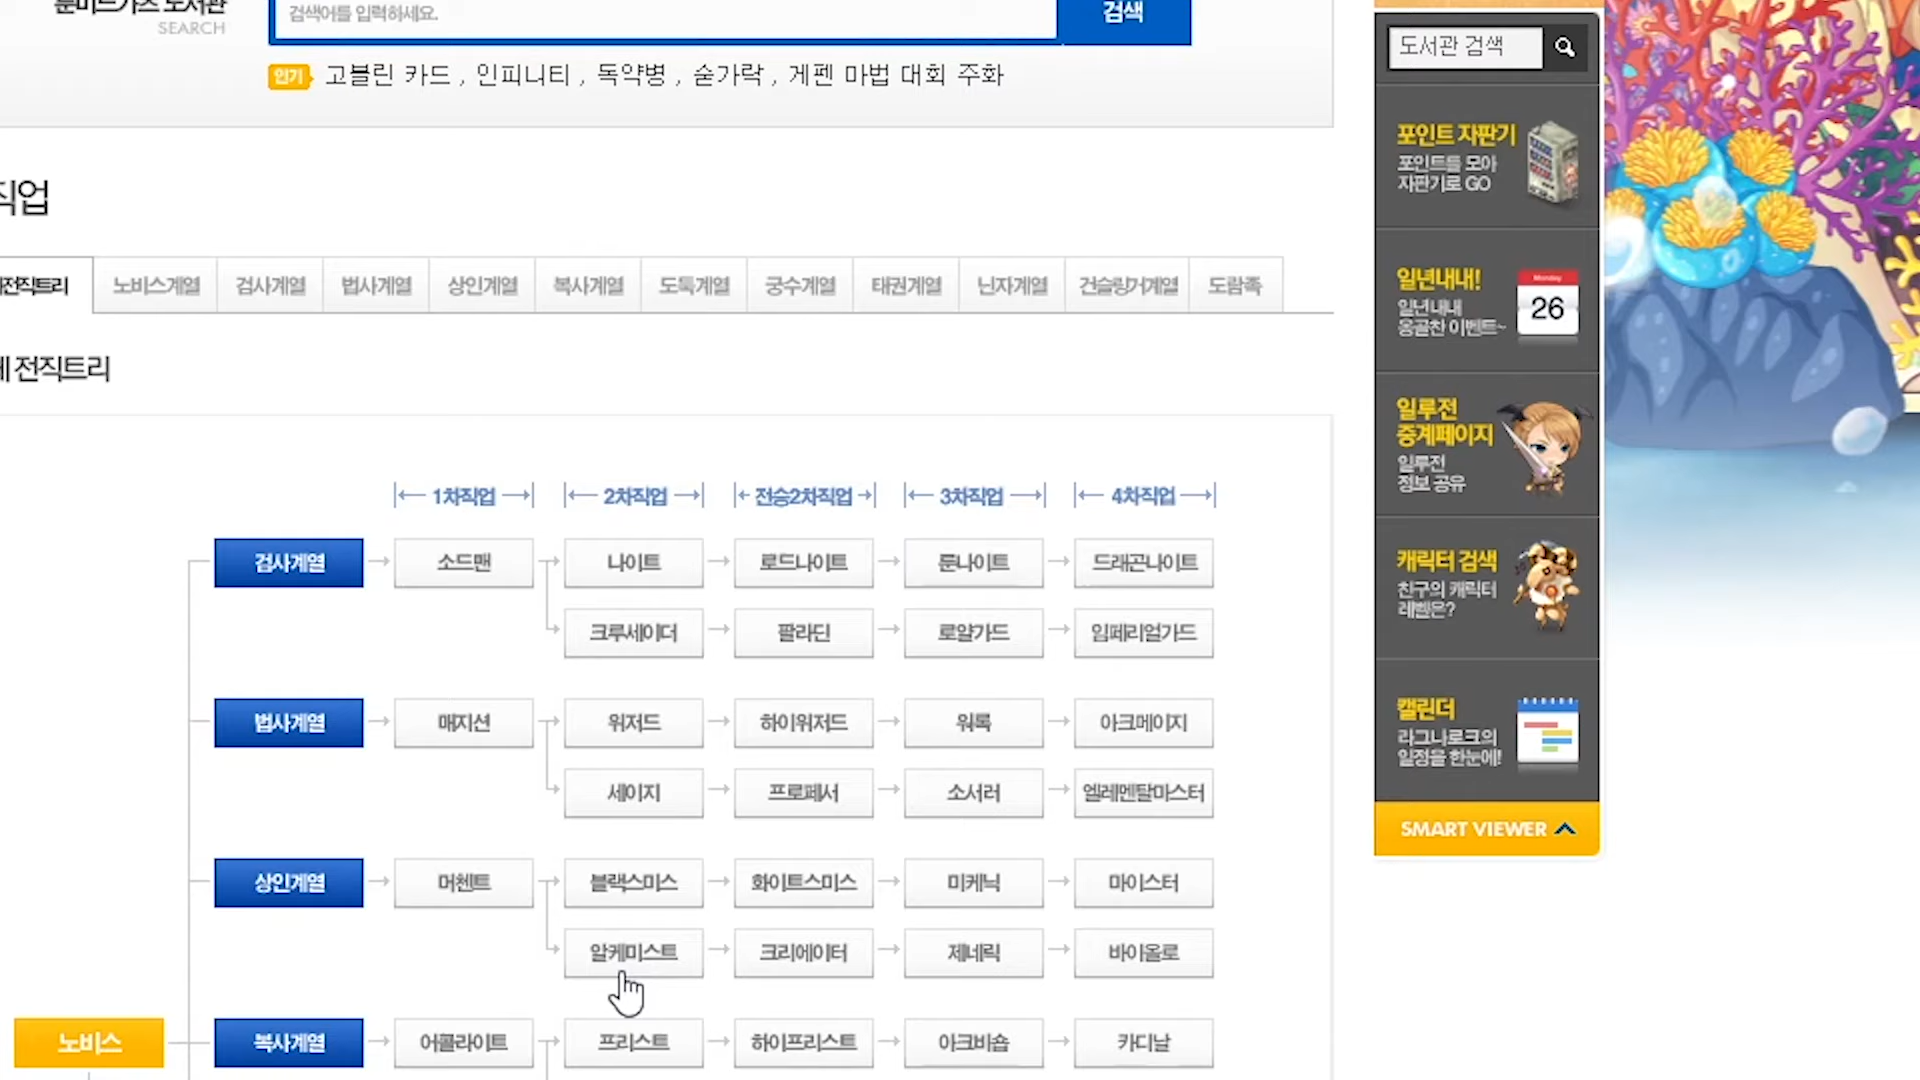 룬미드가츠 도서관
SEARCH
검색어를 입력하세요.
검색
인기 고블린 카드 , 인피니티 , 독약병 , 숟가락 , 게펜 마법 대회 주화
직업
전직트리 노비스계열 검사계열 법사계열 상인계열 복사계열 도둑계열 궁수계열 태권계열 닌자계열 건슬링거계열 도람족
전직트리
1차직업 2차직업 전승2차직업 3차직업 4차직업
검사계열 소드맨 나이트 로드나이트 룬나이트 드래곤나이트
크루세이더 팔라딘 로얄가드 임페리얼가드
법사계열 매지션 위저드 하이위저드 워록 아크메이지
세이지 프로페서 소서러 엘레멘탈마스터
상인계열 머천트 블랙스미스 화이트스미스 미케닉 마이스터
알케미스트 크리에이터 제네릭 바이올로
노비스 복사계열 어콜라이트 프리스트 하이프리스트 아크비숍 카디날
도서관 검색
포인트 자판기
포인트를 모아
자판기로 GO
일년내내!
일년내내
옹골찬 이벤트~
Monday
26
일루전
중계페이지
일루전
정보 공유
캐릭터 검색
친구의 캐릭터
레벨은?
캘린더
라그나로크의
일정을 한눈에!
SMART VIEWER